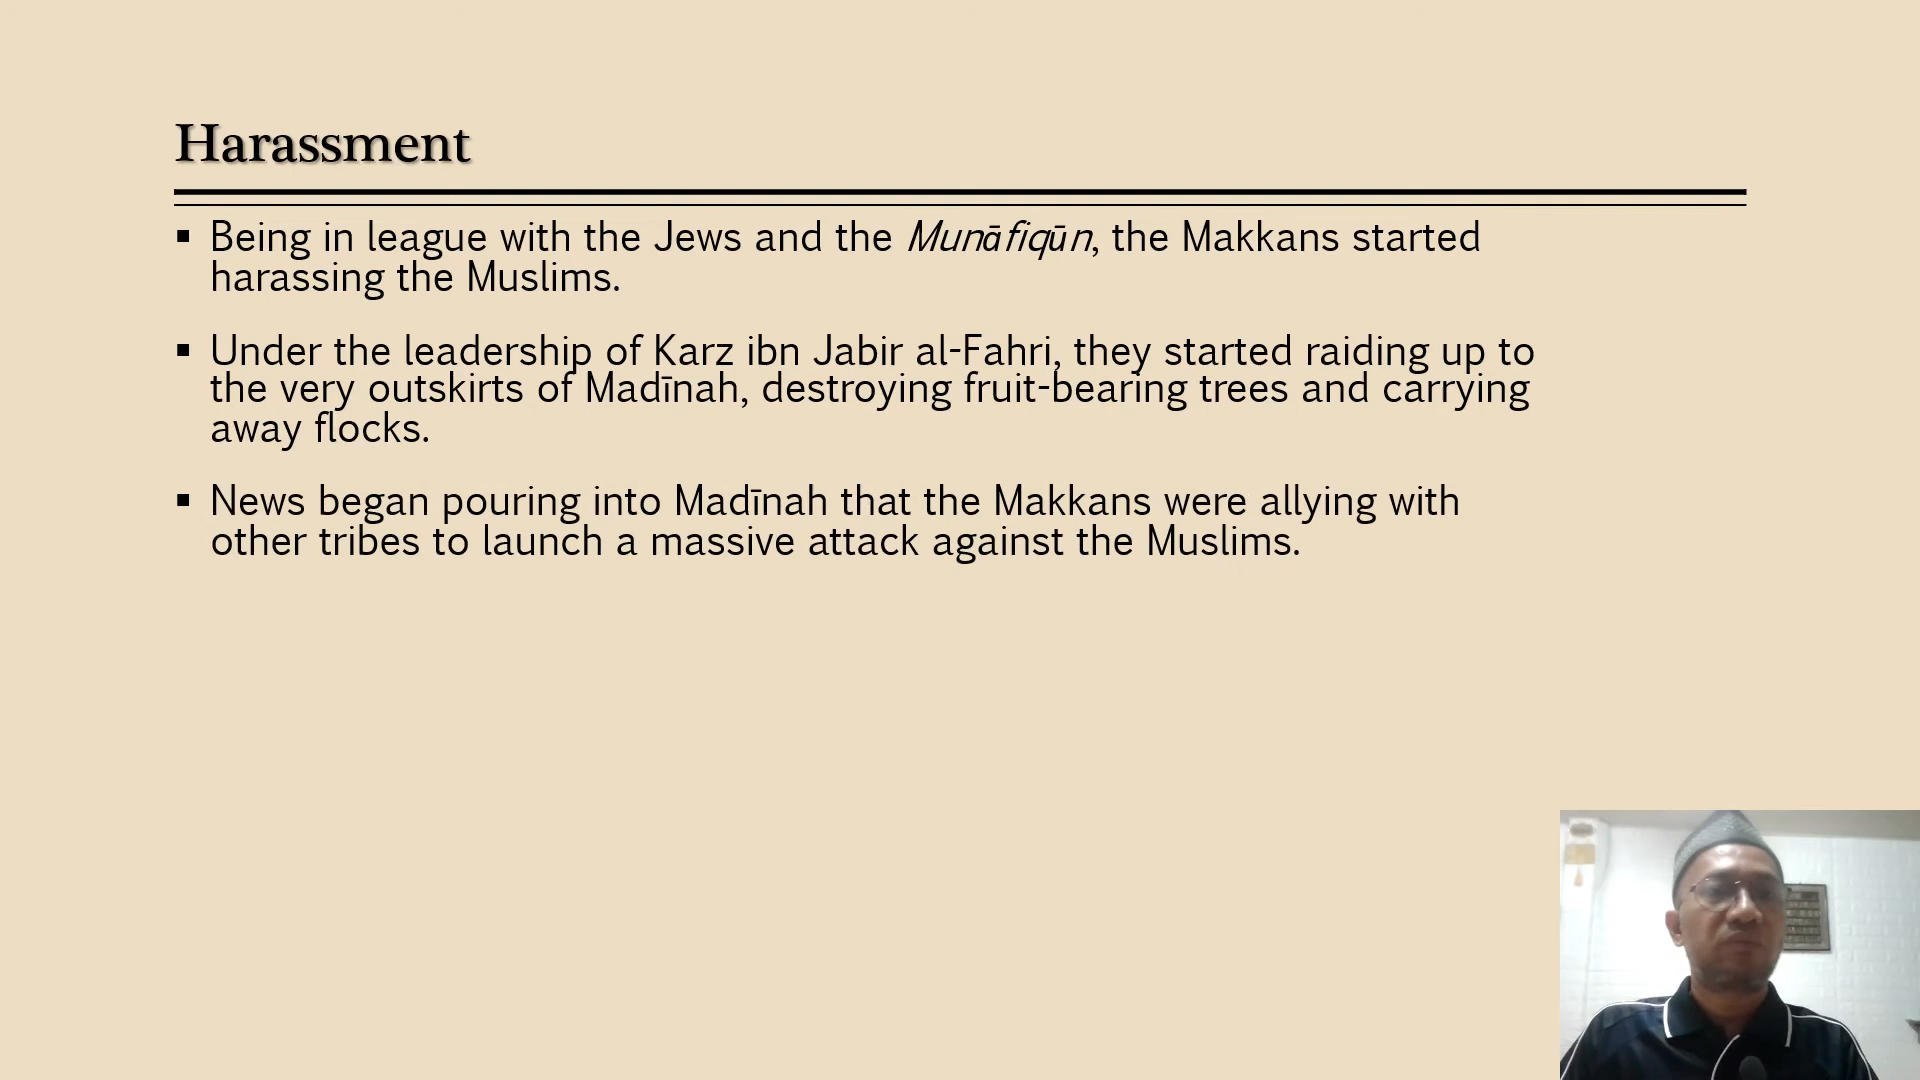 Harassment
▪ Being in league with the Jews and the Munāfiqūn, the Makkans started
harassing the Muslims.
▪ Under the leadership of Karz ibn Jabir al-Fahri, they started raiding up to
the very outskirts of Madīnah, destroying fruit-bearing trees and carrying
away flocks.
▪ News began pouring into Madīnah that the Makkans were allying with
other tribes to launch a massive attack against the Muslims.